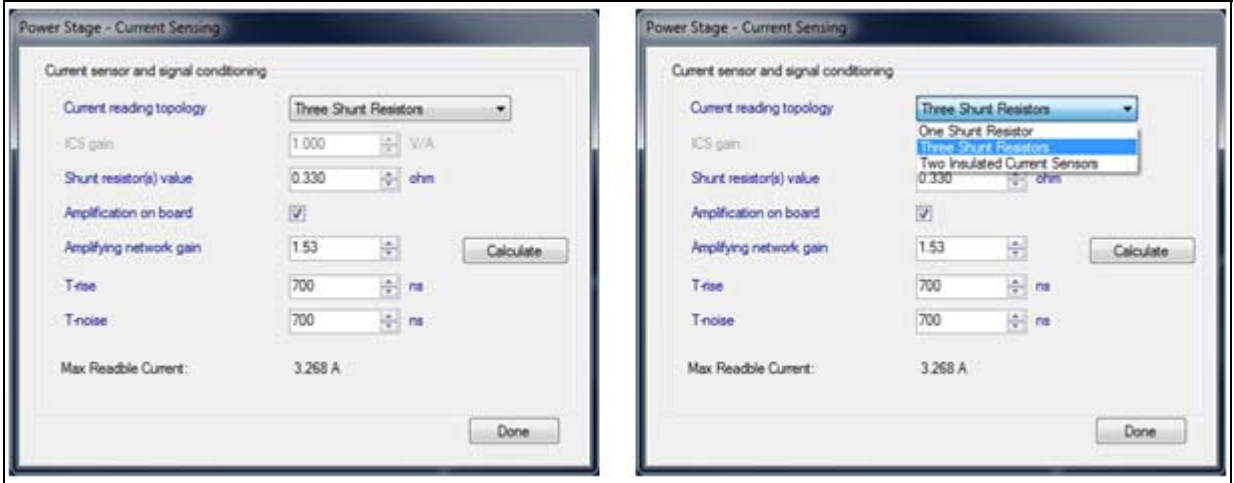 Power Stage - Current Sensing
Current sensor and signal conditioning
Current reading topology Three Shunt Resistors
ICS gain 1.000 V/A
Shunt resistor(s) value 0.330 ohm
Amplification on board
Amplifying network gain 1.53 Calculate
T-rise 700 ns
T-noise 700 ns
Max Readble Current: 3.268 A
Done
Power Stage - Current Sensing
Current sensor and signal conditioning
Current reading topology Three Shunt Resistors
One Shunt Resistor
ICS gain Three Shunt Resistors
Two Insulated Current Sensors
Shunt resistor(s) value 0.330 ohm
Amplification on board
Amplifying network gain 1.53 Calculate
T-rise 700 ns
T-noise 700 ns
Max Readble Current: 3.268 A
Done